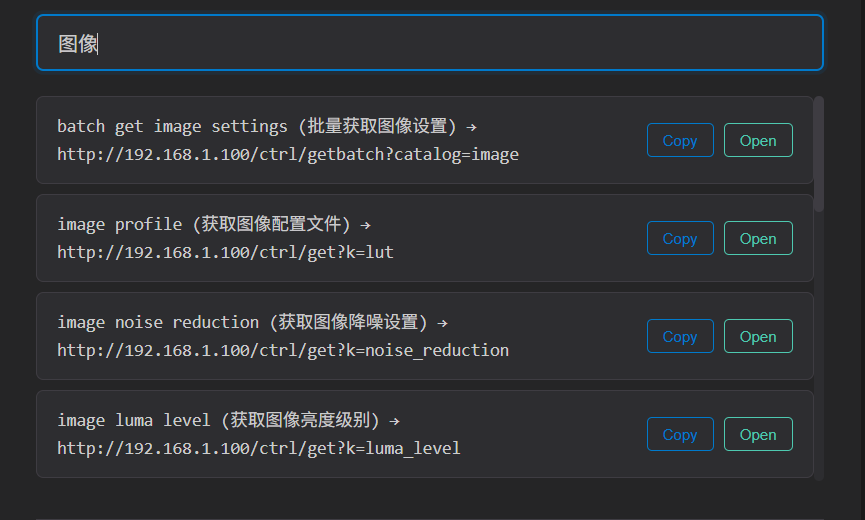 图像
batch get image settings (批量获取图像设置) →
http://192.168.1.100/ctrl/getbatch?catalog=image
Copy
Open
image profile (获取图像配置文件) →
http://192.168.1.100/ctrl/get?k=lut
Copy
Open
image noise reduction (获取图像降噪设置) →
http://192.168.1.100/ctrl/get?k=noise_reduction
Copy
Open
image luma level (获取图像亮度级别) →
http://192.168.1.100/ctrl/get?k=luma_level
Copy
Open